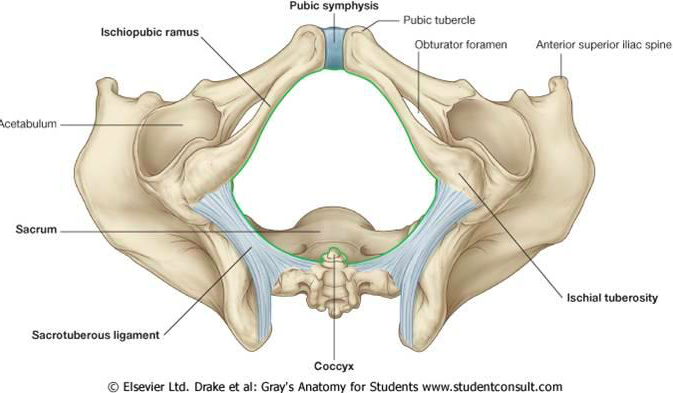 Pubic symphysis
Pubic tubercle
Ischiopubic ramus
Obturator foramen
Anterior superior iliac spine
Acetabulum
Sacrum
Ischial tuberosity
Sacrotuberous ligament
Coccyx
© Elsevier Ltd. Drake et al: Gray's Anatomy for Students www.studentconsult.com